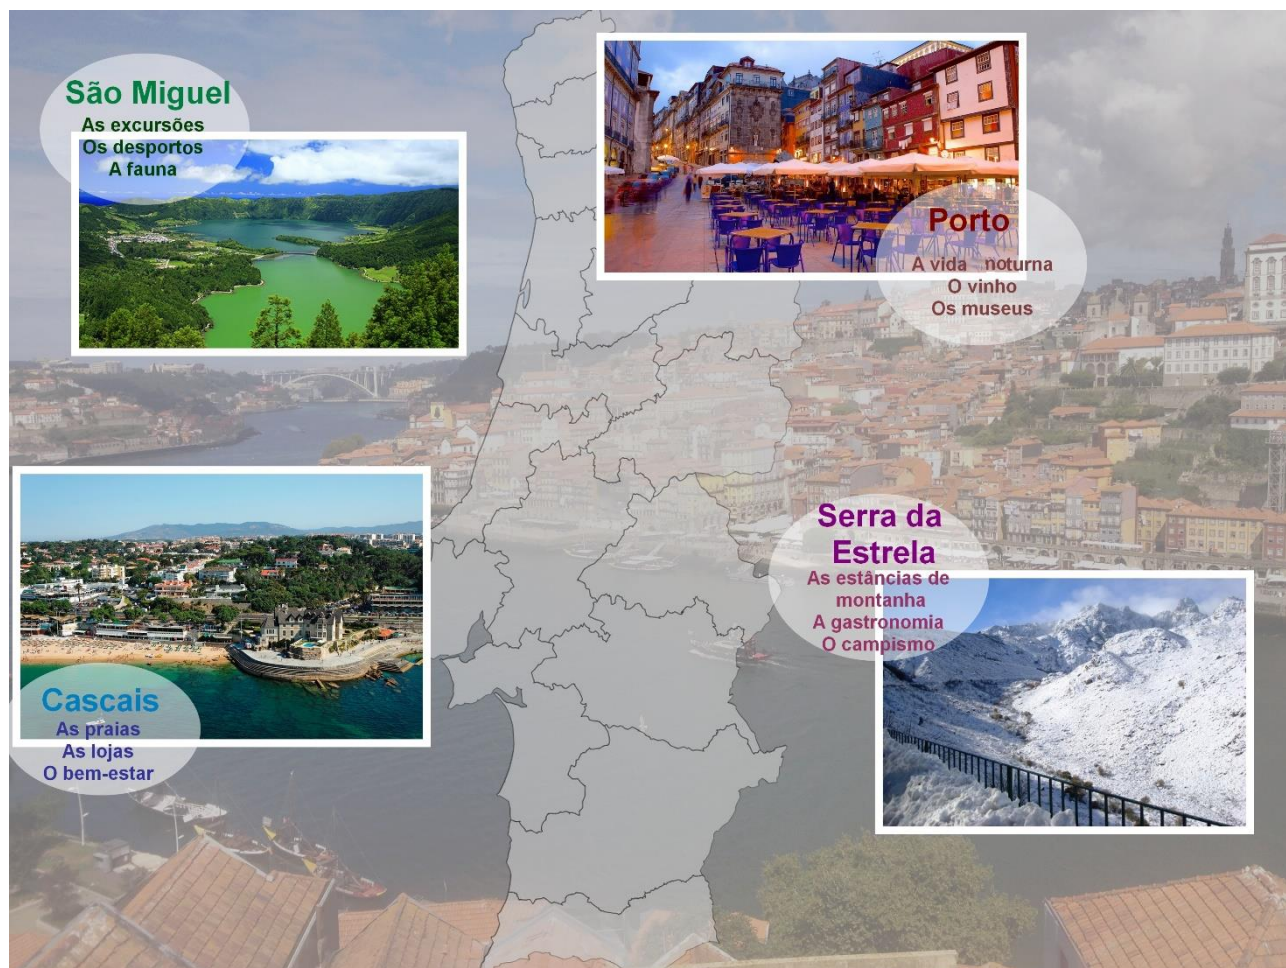 São Miguel
As excursões
Os desportos
A fauna
Porto
A vida noturna
O vinho
Os museus
Serra da
Estrela
As estâncias de
montanha
A gastronomia
O campismo
Cascais
As praias
As lojas
O bem-estar